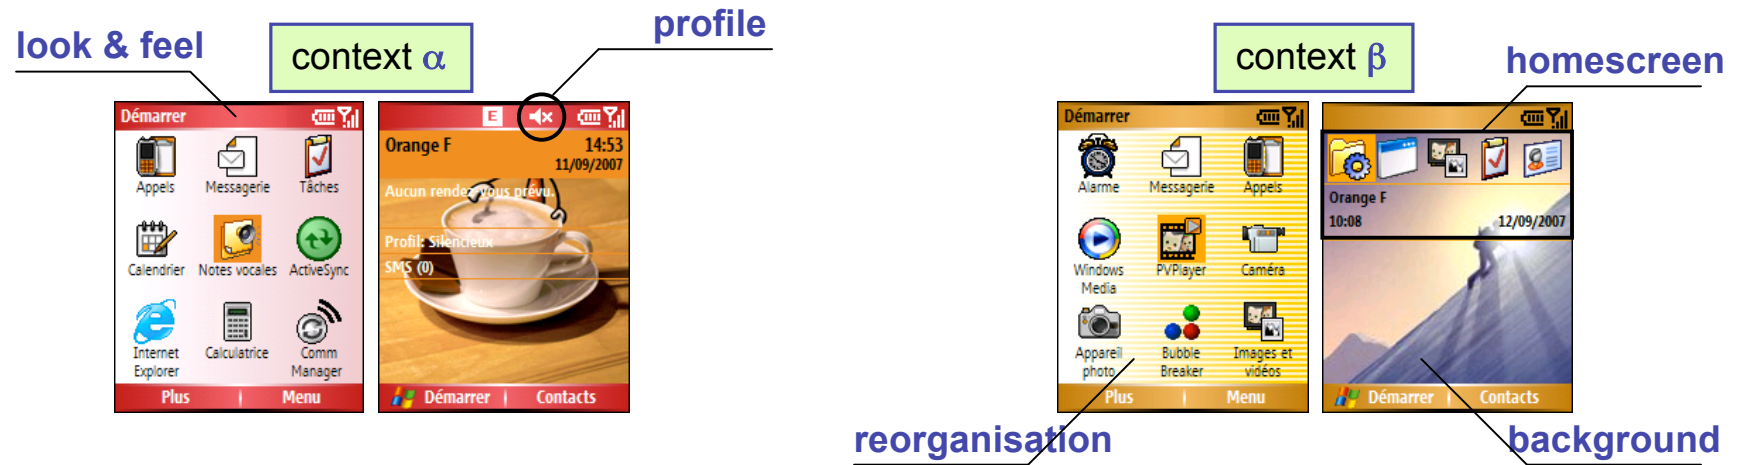 look & feel
context α
profile
context β
homescreen
Démarrer
Appels
Messagerie
Tâches
Calendrier
Notes vocales
ActiveSync
Internet
Explorer
Calculatrice
Comm
Manager
Plus
Menu
E
Orange F
14:53
11/09/2007
Aucun rendez-vous prévu.
Profil: Silencieux
SMS (0)
Démarrer
Contacts
Démarrer
Alarme
Messagerie
Appels
Windows
Media
PVPlayer
Caméra
Appareil
photo
Bubble
Breaker
Images et
vidéos
Plus
Menu
Orange F
10:08
12/09/2007
Démarrer
Contacts
reorganisation
background